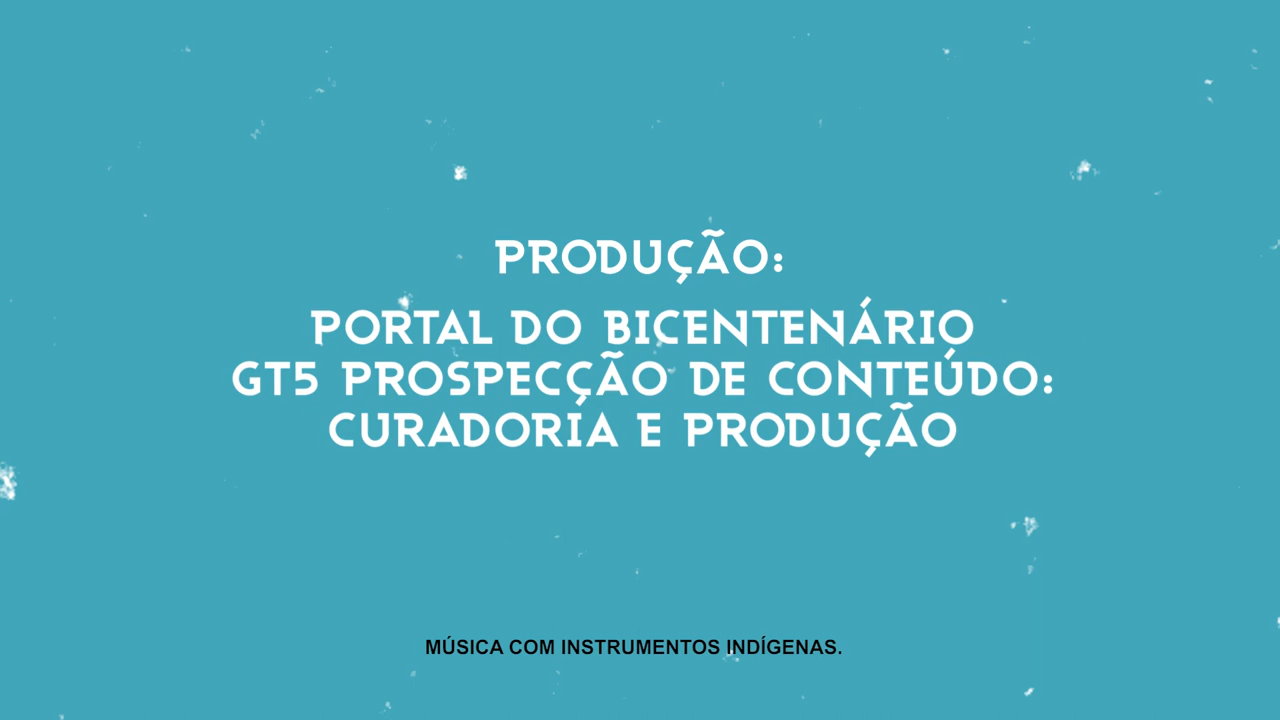 PRODUÇÃO:
PORTAL DO BICENTENÁRIO
GT5 PROSPECÇÃO DE CONTEÚDO:
CURADORIA E PRODUÇÃO
MÚSICA COM INSTRUMENTOS INDÍGENAS.